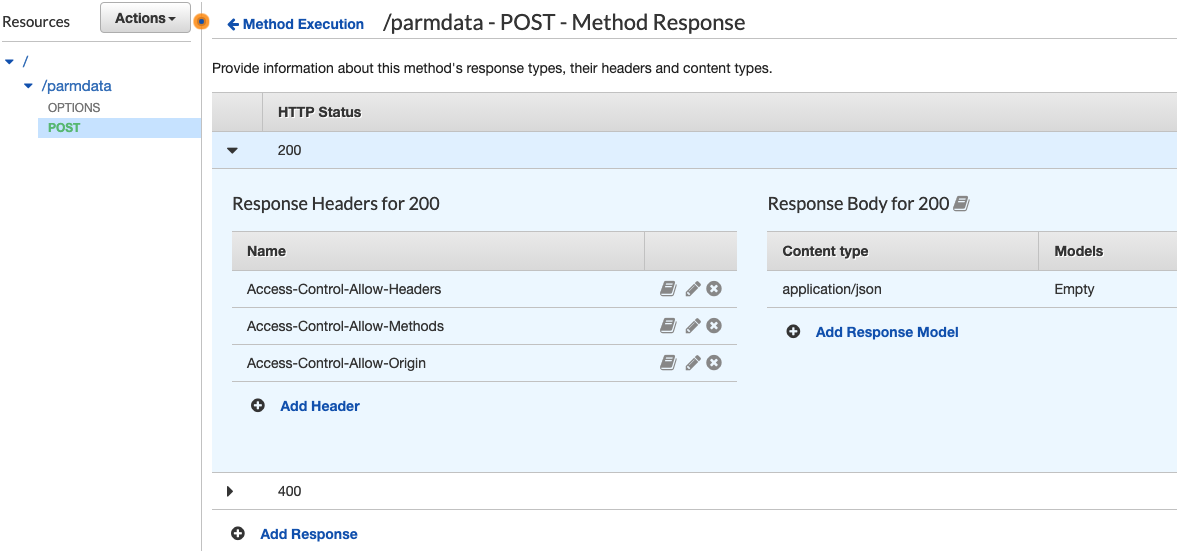 Resources
Actions
Method Execution
/parmdata - POST - Method Response
/
/parmdata
OPTIONS
POST
Provide information about this method's response types, their headers and content types.
HTTP Status
200
Response Headers for 200
Name
Access-Control-Allow-Headers
Access-Control-Allow-Methods
Access-Control-Allow-Origin
Add Header
Response Body for 200
Content type Models
application/json Empty
Add Response Model
400
Add Response